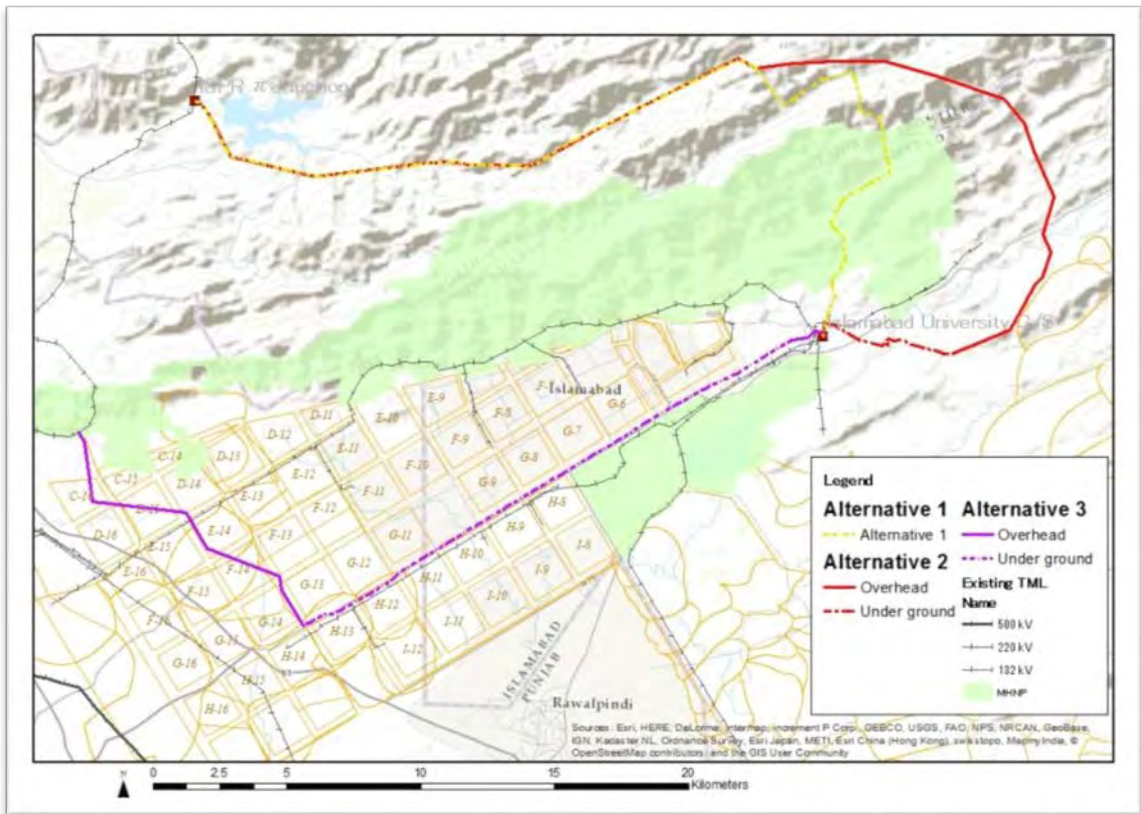 Islamabad University G/S
Islamabad
D-11
E-9
E-10
D-12
F-8
G-6
E-11
D-13
F-9
G-7
C-14
E-12
F-10
G-8
C-15
D-14
E-13
F-11
G-9
F-12
H-8
D-16
E-14
F-13
G-11
H-9
I-8
E-15
G-12
H-10
E-16
F-14
H-11
I-9
F-15
G-13
H-12
I-10
G-14
H-13
I-11
G-16
H-14
I-12
H-15
H-16
ISLAMABAD
PUNJAB
Rawalpindi
Legend
Alternative 1
Alternative 1
Alternative 2
Overhead
Under ground
Alternative 3
Overhead
Under ground
Existing TML
Name
500 kV
220 kV
132 kV
MHNP
Sources: Esri, HERE, DeLorme, Intermap, increment P Corp., GEBCO, USGS, FAO, NPS, NRCAN, GeoBase,
IGN, Kadaster NL, Ordnance Survey, Esri Japan, METI, Esri China (Hong Kong), swisstopo, MapmyIndia, ©
OpenStreetMap contributors, and the GIS User Community
N
0 2.5 5 10 15 20
Kilometers